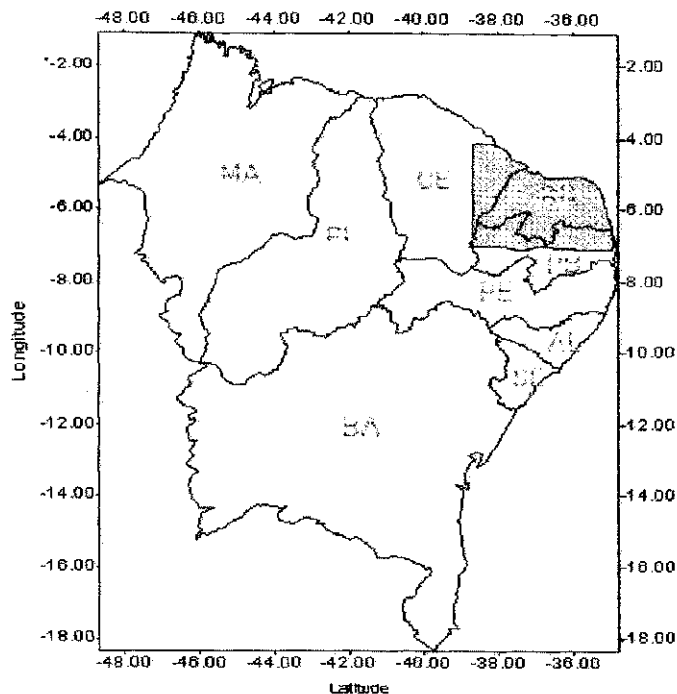 -48.00 -46.00 -44.00 -42.00 -40.00 -38.00 -36.00
-2.00 -2.00
-4.00 -4.00
MA CE
-6.00 -6.00
PI
-8.00 -8.00
PE
-10.00 AL -10.00
SE
Longitude
-12.00 BA -12.00
-14.00 -14.00
-16.00 -16.00
-18.00 -18.00
-48.00 -46.00 -44.00 -42.00 -40.00 -38.00 -36.00
Latitude